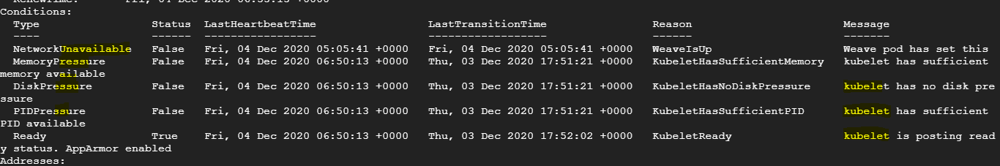 RenewTime:       Fri, 04 Dec 2020 06:53:13 +0000
Conditions:
  Type                 Status  LastHeartbeatTime                 LastTransitionTime                Reason                       Message
  ----                 ------  -----------------                 ------------------                ------                       -------
  NetworkUnavailable   False   Fri, 04 Dec 2020 05:05:41 +0000   Fri, 04 Dec 2020 05:05:41 +0000   WeaveIsUp                    Weave pod has set this
  MemoryPressure       False   Fri, 04 Dec 2020 06:50:13 +0000   Thu, 03 Dec 2020 17:51:21 +0000   KubeletHasSufficientMemory   kubelet has sufficient
memory available
  DiskPressure         False   Fri, 04 Dec 2020 06:50:13 +0000   Thu, 03 Dec 2020 17:51:21 +0000   KubeletHasNoDiskPressure     kubelet has no disk pre
ssure
  PIDPressure          False   Fri, 04 Dec 2020 06:50:13 +0000   Thu, 03 Dec 2020 17:51:21 +0000   KubeletHasSufficientPID      kubelet has sufficient
PID available
  Ready                True    Fri, 04 Dec 2020 06:50:13 +0000   Thu, 03 Dec 2020 17:52:02 +0000   KubeletReady                 kubelet is posting read
y status. AppArmor enabled
Addresses: